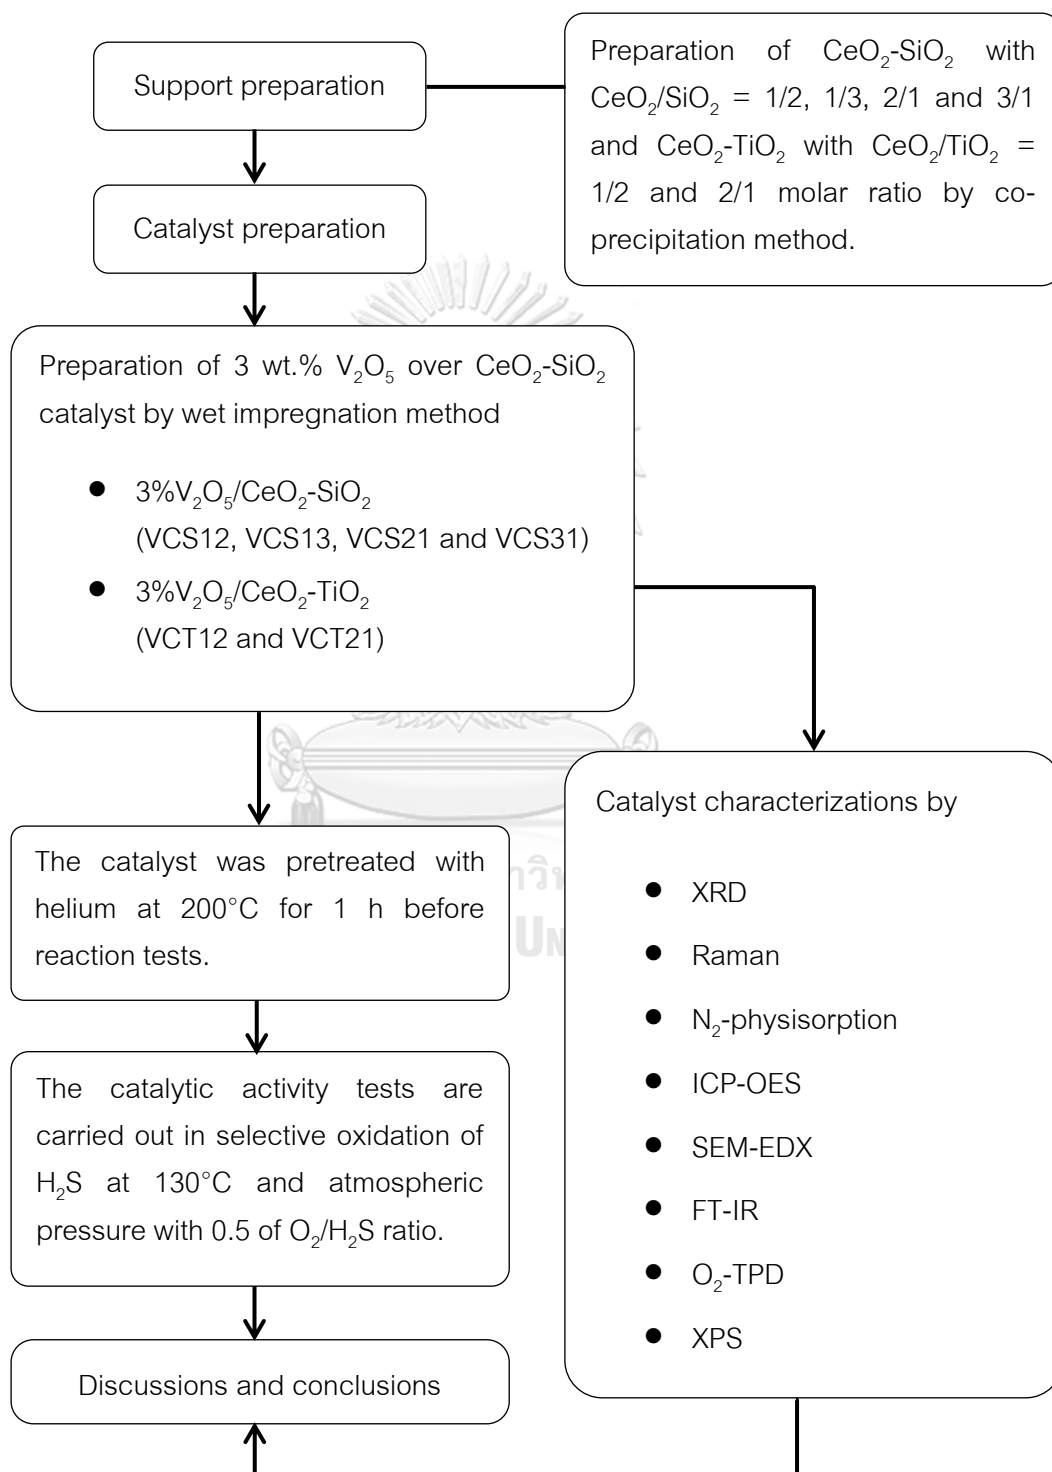 Support preparation
Preparation of CeO₂-SiO₂ with
CeO₂/SiO₂ = 1/2, 1/3, 2/1 and 3/1
and CeO₂-TiO₂ with CeO₂/TiO₂ =
1/2 and 2/1 molar ratio by co-
precipitation method.
Catalyst preparation
Preparation of 3 wt.% V₂O₅ over CeO₂-SiO₂
catalyst by wet impregnation method
● 3%V₂O₅/CeO₂-SiO₂
(VCS12, VCS13, VCS21 and VCS31)
● 3%V₂O₅/CeO₂-TiO₂
(VCT12 and VCT21)
The catalyst was pretreated with
helium at 200°C for 1 h before
reaction tests.
The catalytic activity tests are
carried out in selective oxidation of
H₂S at 130°C and atmospheric
pressure with 0.5 of O₂/H₂S ratio.
Discussions and conclusions
Catalyst characterizations by
● XRD
● Raman
● N₂-physisorption
● ICP-OES
● SEM-EDX
● FT-IR
● O₂-TPD
● XPS